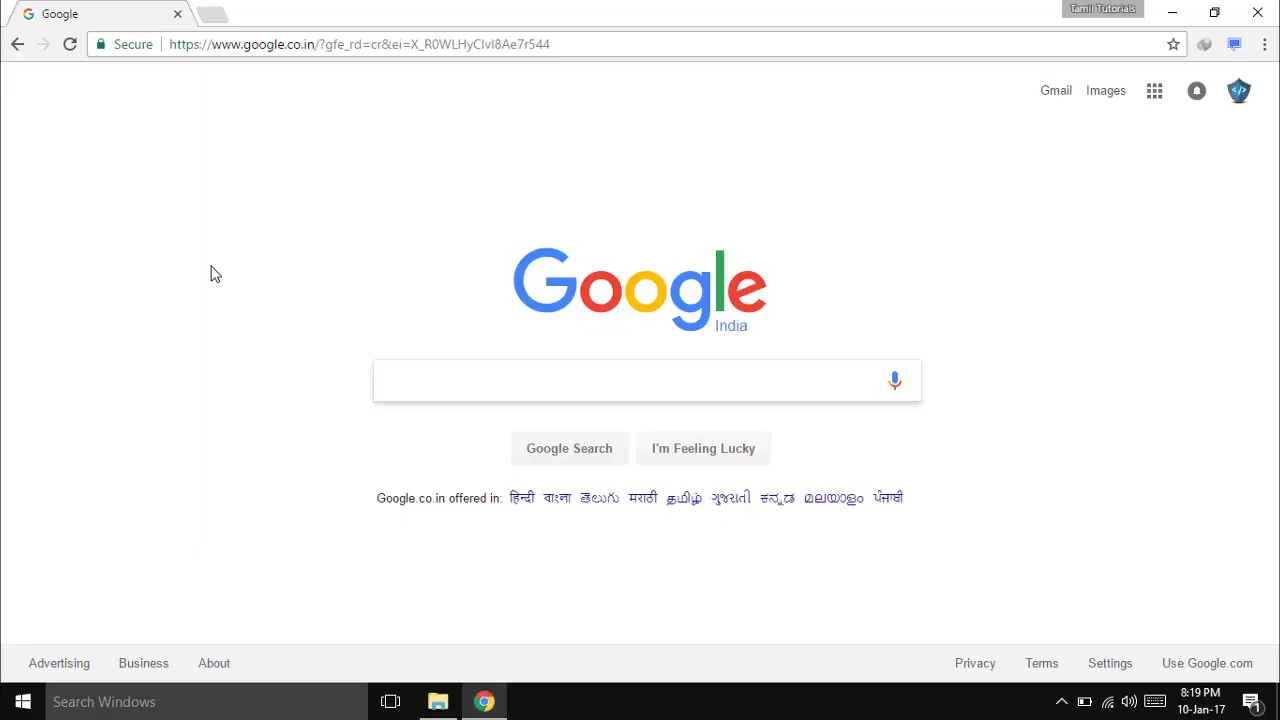 Google
Tamil Tutorials
Secure
https://www.google.co.in/?gfe_rd=cr&ei=X_R0WLHyCIvI8Ae7r544
Gmail Images
Google
India
Google Search I'm Feeling Lucky
Google.co.in offered in: हिन्दी বাংলা తెలుగు मराठी தமிழ் ગુજરાતી ಕನ್ನಡ മലയാളം ਪੰਜਾਬੀ
Advertising Business About Privacy Terms Settings Use Google.com
Search Windows
8:19 PM
10-Jan-17
1